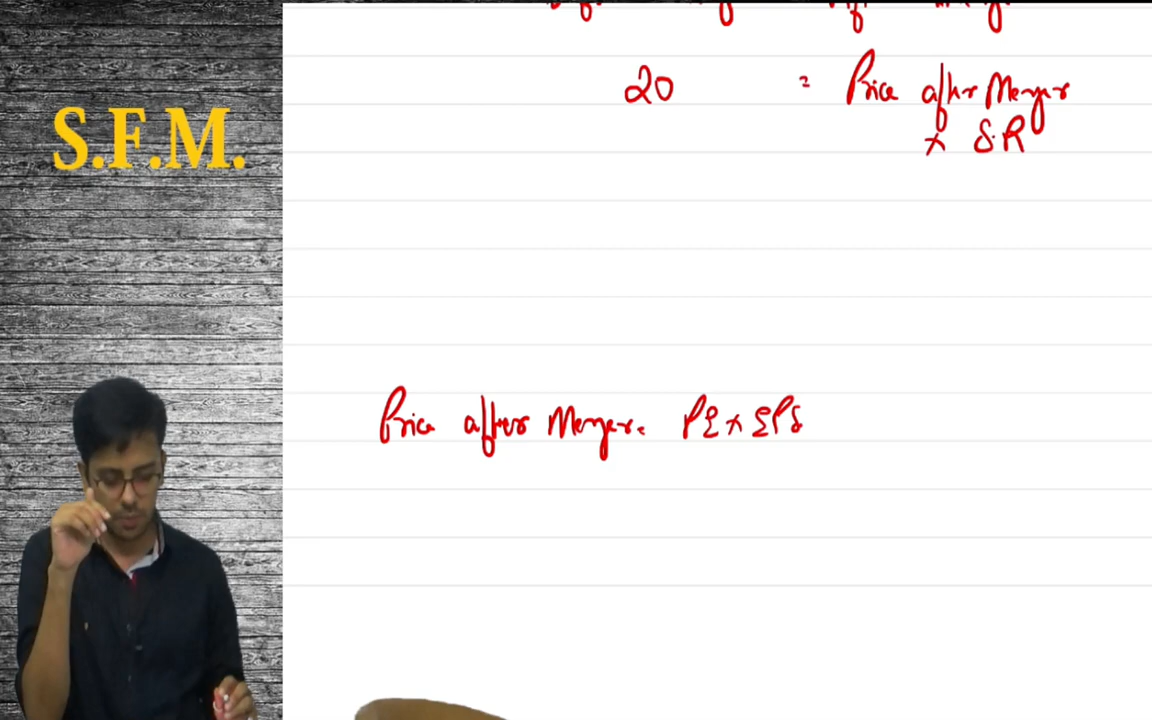 S.F.M.
20 = Price after Merger
x S.R
Price after Merger = PE x EPS